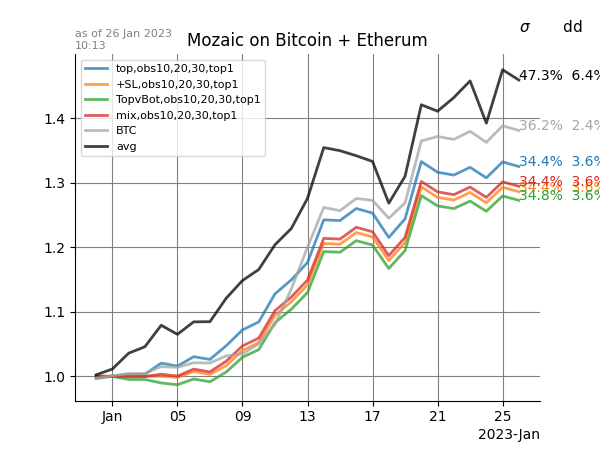 as of 26 Jan 2023
10:13
Mozaic on Bitcoin + Etherum
σ dd
top,obs10,20,30,top1
+SL,obs10,20,30,top1
TopvBot,obs10,20,30,top1
mix,obs10,20,30,top1
BTC
avg
47.3% 6.4%
36.2% 2.4%
34.4% 3.6%
34.4% 3.6%
34.8% 3.6%
1.4
1.3
1.2
1.1
1.0
Jan 05 09 13 17 21 25
2023-Jan